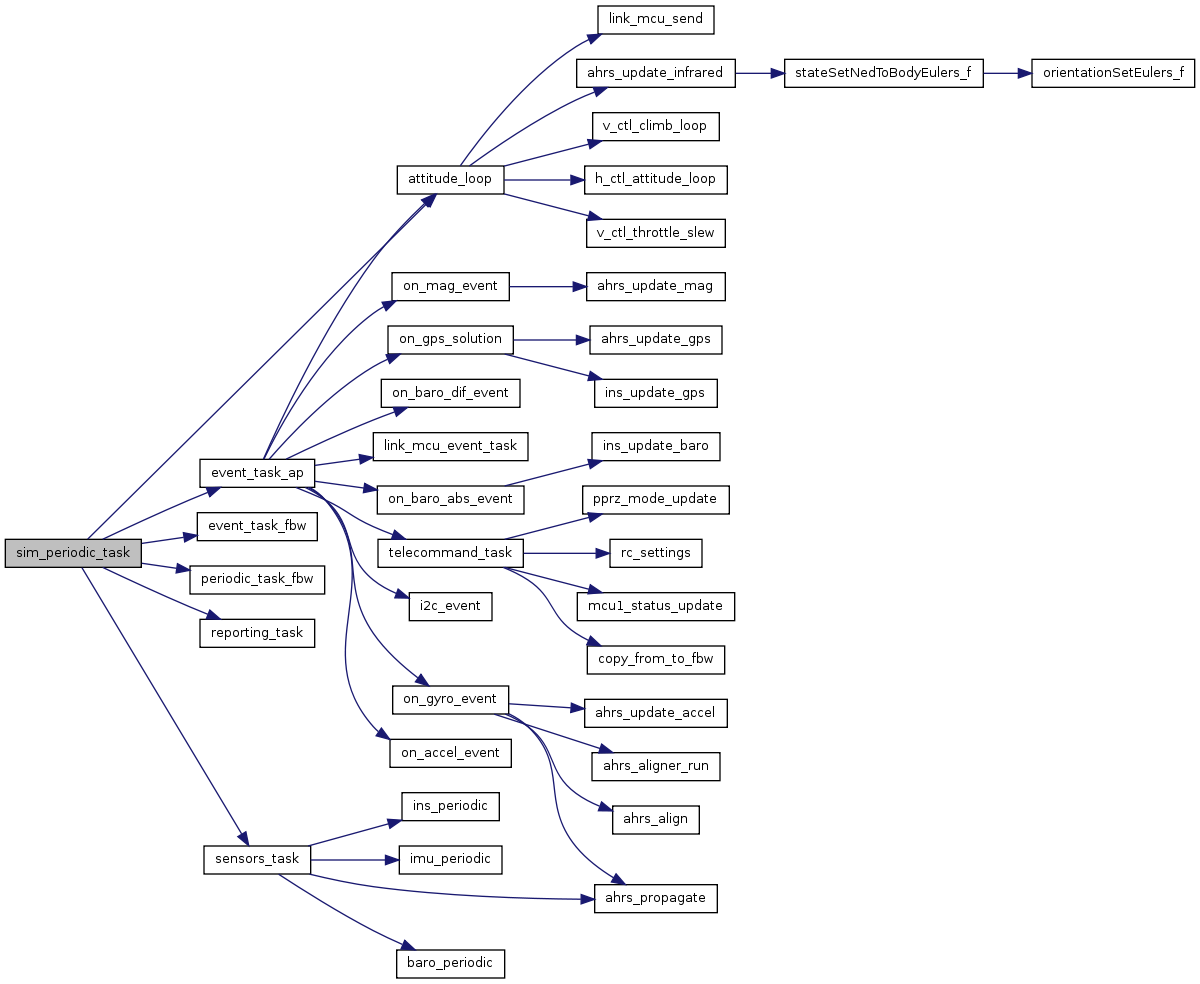 link_mcu_send
ahrs_update_infrared
stateSetNedToBodyEulers_f
orientationSetEulers_f
v_ctl_climb_loop
attitude_loop
h_ctl_attitude_loop
v_ctl_throttle_slew
on_mag_event
ahrs_update_mag
on_gps_solution
ahrs_update_gps
on_baro_dif_event
ins_update_gps
link_mcu_event_task
ins_update_baro
event_task_ap
on_baro_abs_event
pprz_mode_update
event_task_fbw
sim_periodic_task
telecommand_task
rc_settings
periodic_task_fbw
i2c_event
mcu1_status_update
reporting_task
copy_from_to_fbw
on_gyro_event
ahrs_update_accel
on_accel_event
ahrs_aligner_run
ins_periodic
ahrs_align
sensors_task
imu_periodic
ahrs_propagate
baro_periodic